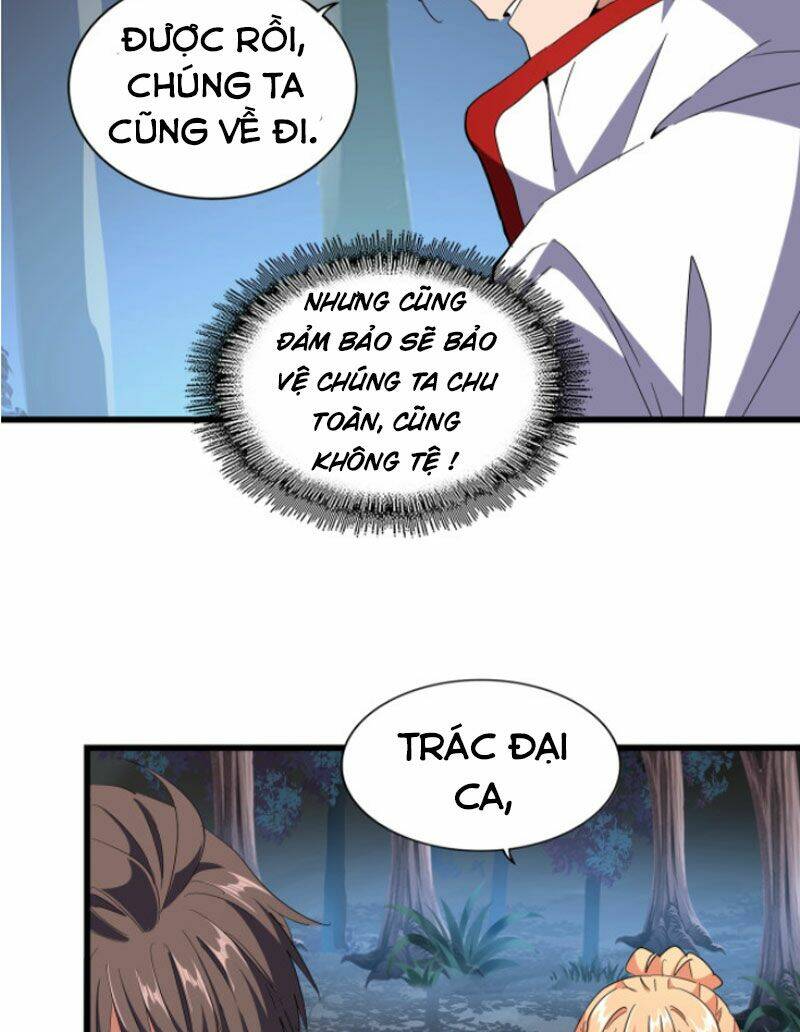 ĐƯỢC RỒI,
CHÚNG TA
CŨNG VỀ ĐI.
NHƯNG CŨNG
ĐẢM BẢO SẼ BẢO
VỆ CHÚNG TA CHU
TOÀN, CŨNG
KHÔNG TỆ !
TRÁC ĐẠI
CA,